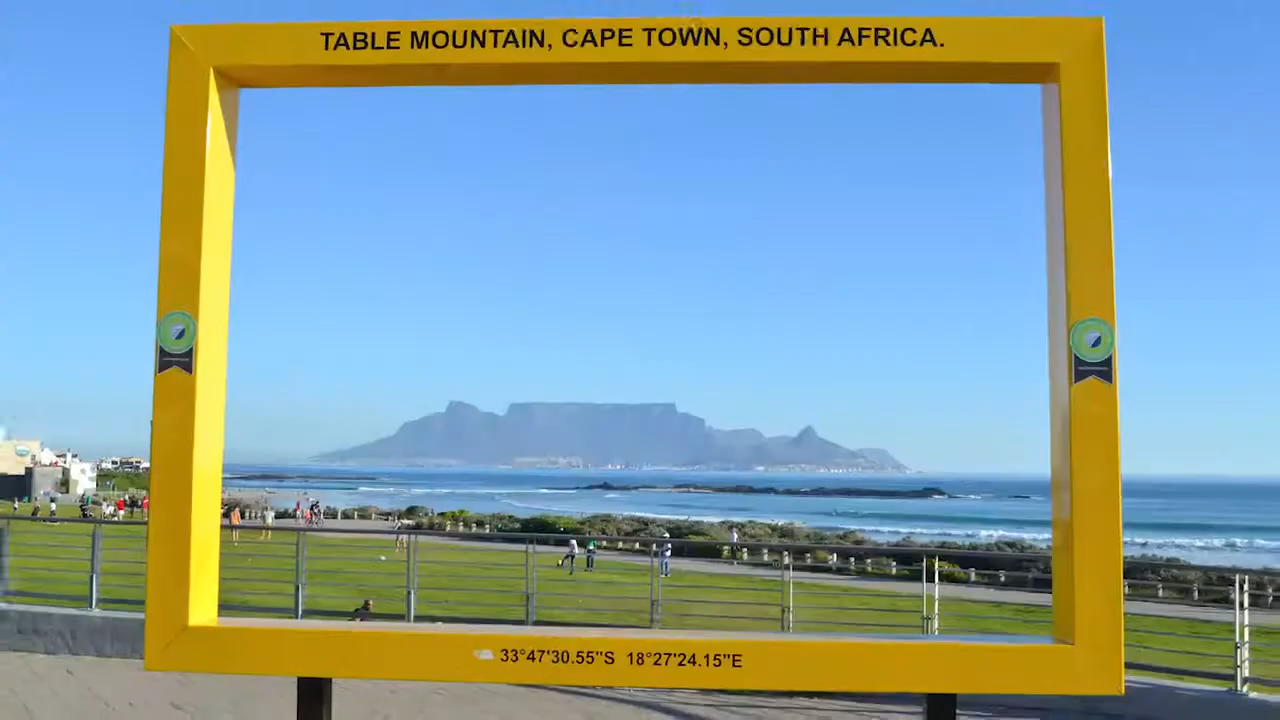 TABLE MOUNTAIN, CAPE TOWN, SOUTH AFRICA.
33°47'30.55"S 18°27'24.15"E